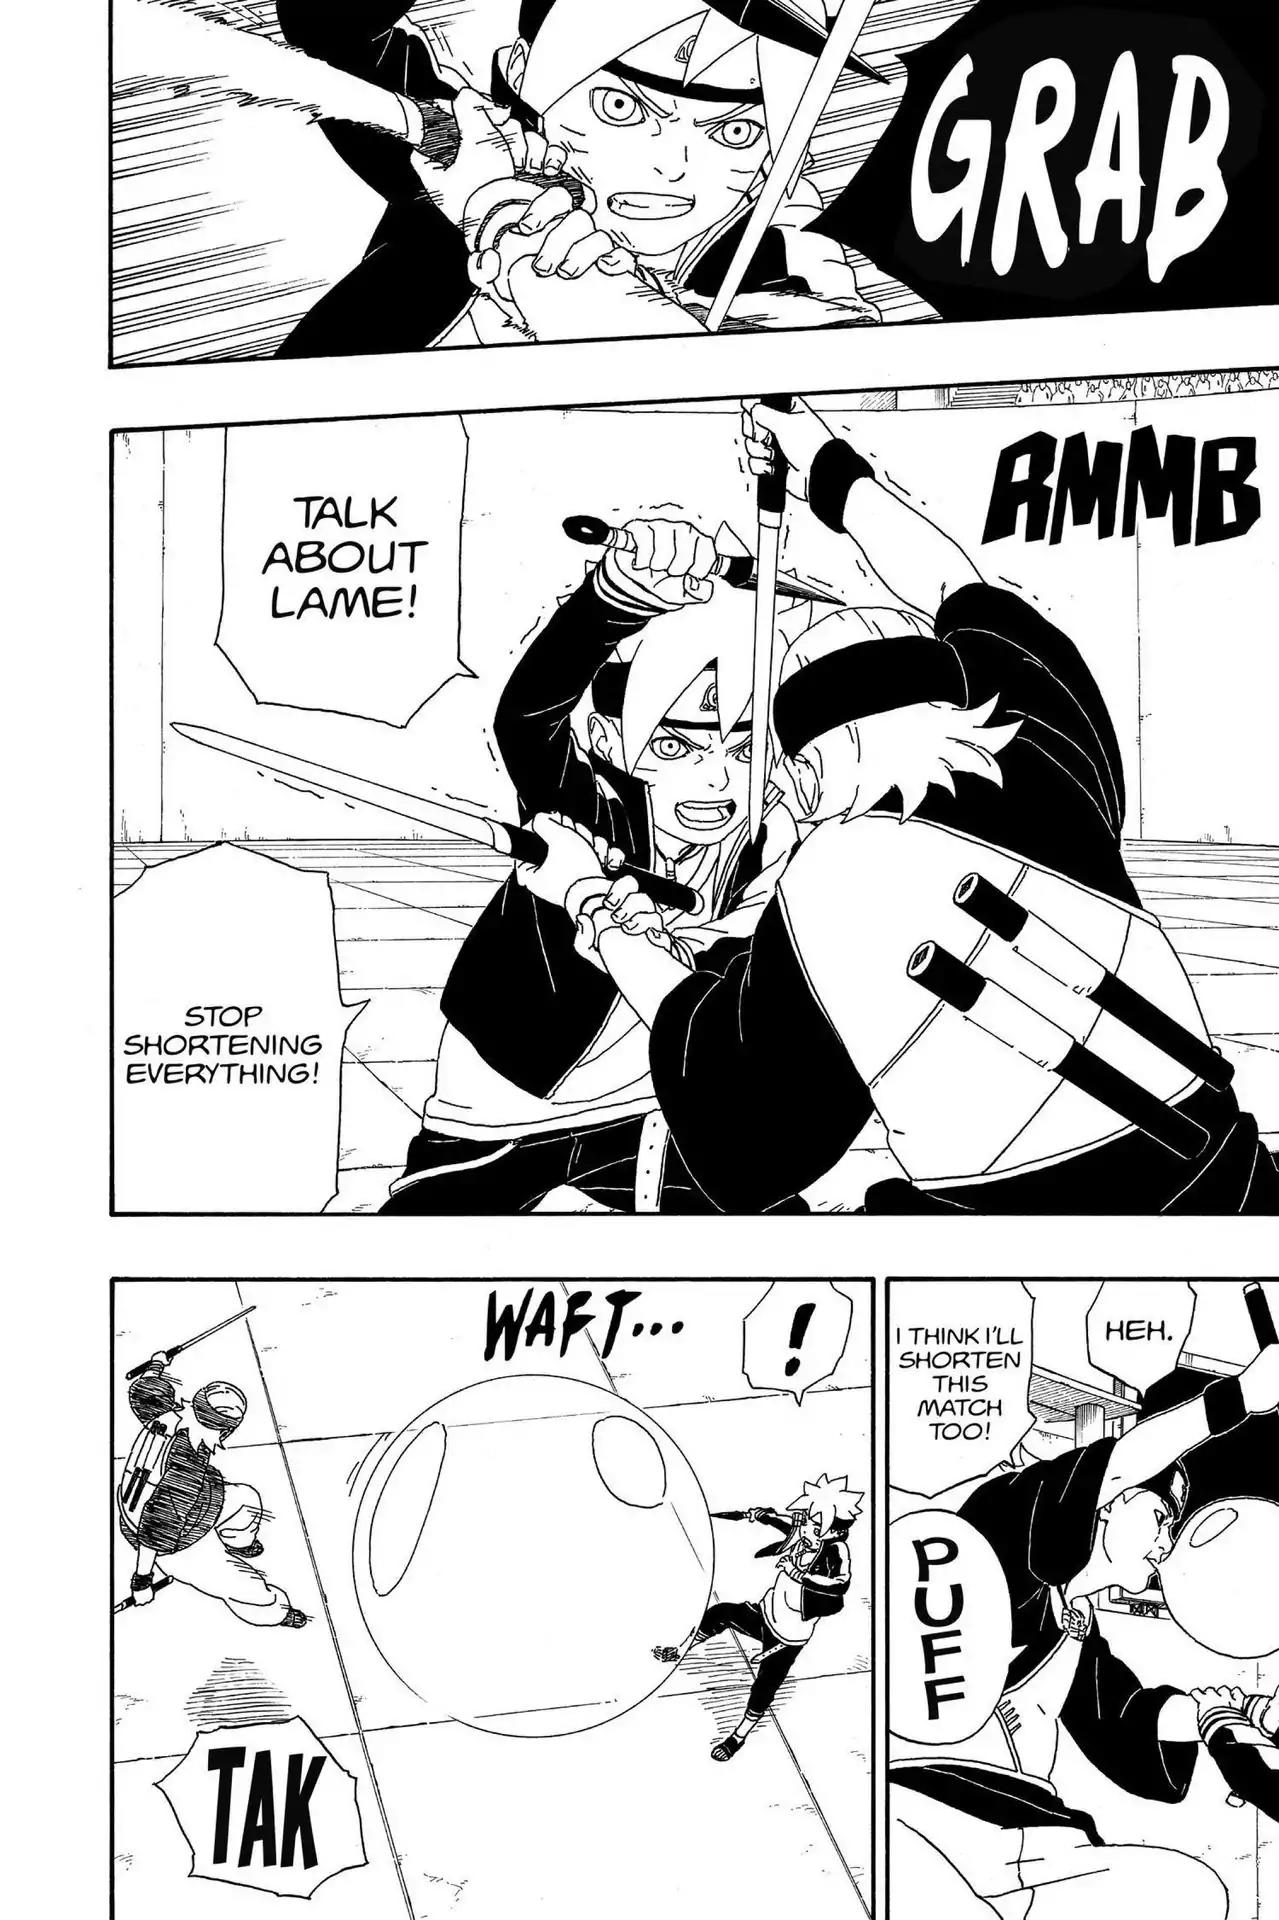 GRAB
RMMB
TALK
ABOUT
LAME!
STOP
SHORTENING
EVERYTHING!
HEH.
I THINK I'LL
SHORTEN
THIS
MATCH
TOO!
PUFF
!
WAFT...
TAK